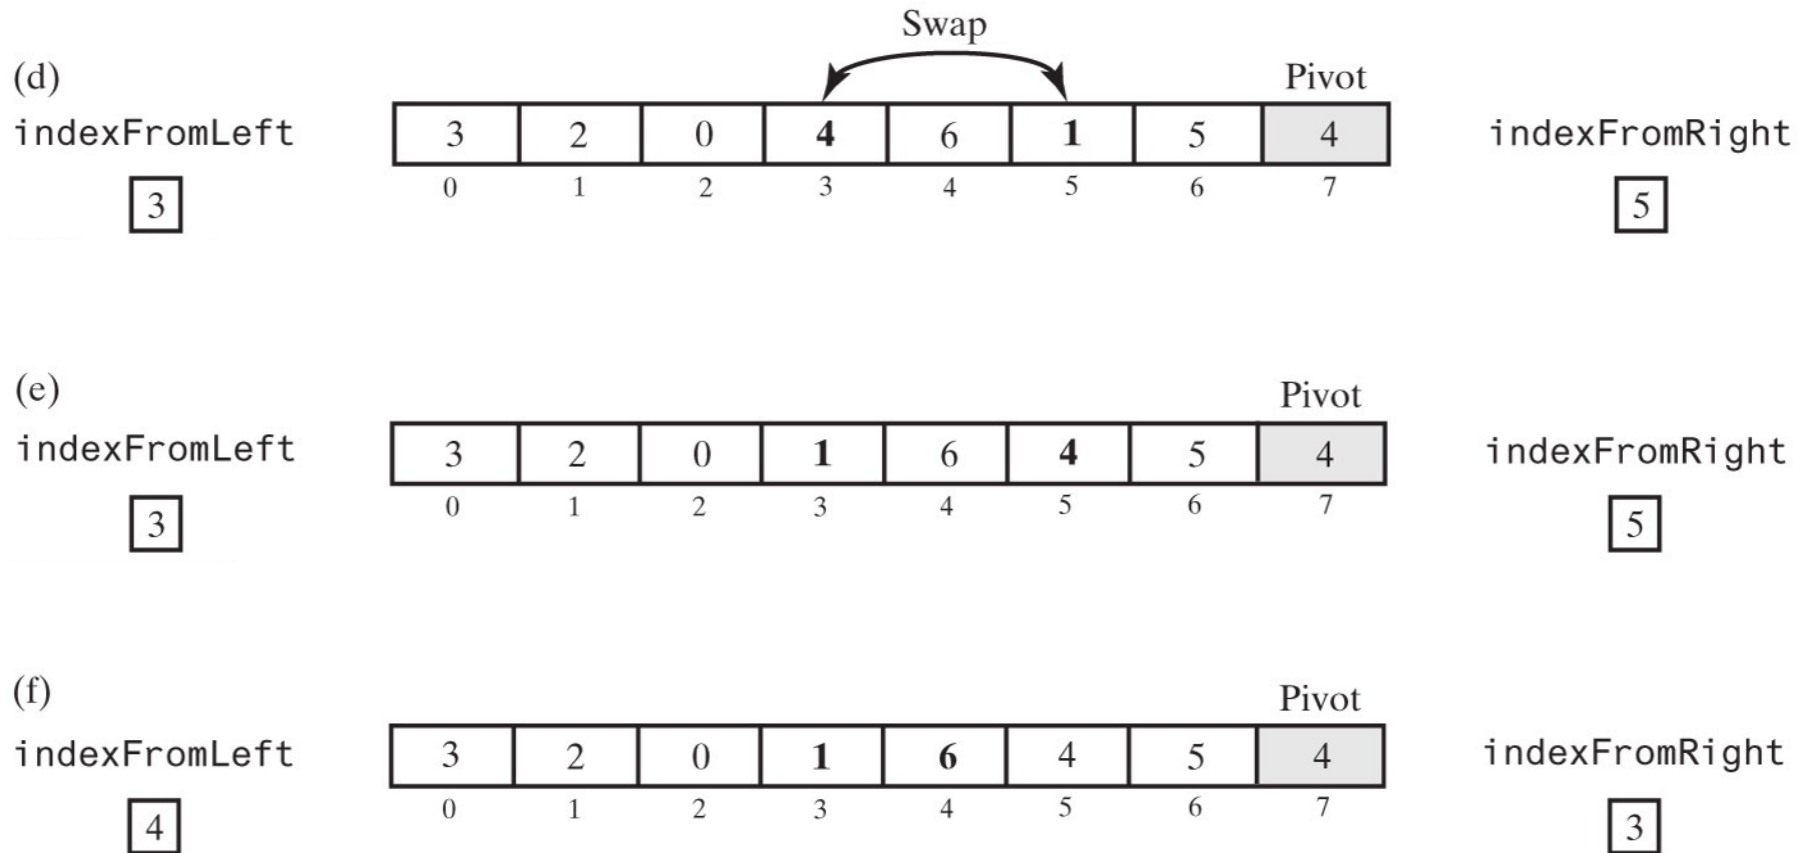 Swap
(d) Pivot
indexFromLeft 3 2 0 4 6 1 5 4 indexFromRight
0 1 2 3 4 5 6 7
3 5
(e) Pivot
indexFromLeft 3 2 0 1 6 4 5 4 indexFromRight
0 1 2 3 4 5 6 7
3 5
(f) Pivot
indexFromLeft 3 2 0 1 6 4 5 4 indexFromRight
0 1 2 3 4 5 6 7
4 3